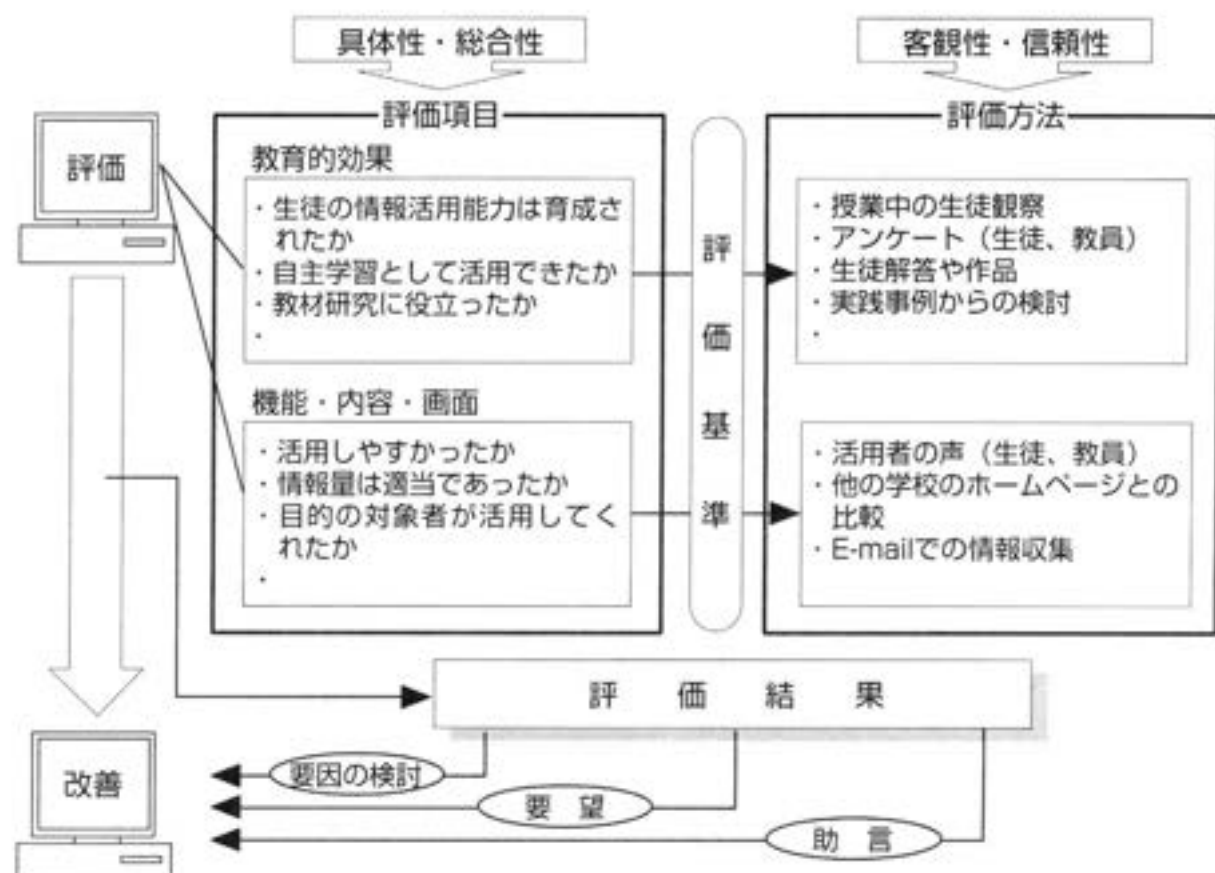 具体性・総合性
客観性・信頼性
評価
評価項目
教育的効果
・生徒の情報活用能力は育成さ
れたか
・自主学習として活用できたか
・教材研究に役立ったか
・
機能・内容・画面
・活用しやすかったか
・情報量は適当であったか
・目的の対象者が活用してく
れたか
・
評価基準
評価方法
・授業中の生徒観察
・アンケート（生徒、教員）
・生徒解答や作品
・実践事例からの検討
・
・活用者の声（生徒、教員）
・他の学校のホームページとの
比較
・E-mailでの情報収集
評価結果
改善
要因の検討
要望
助言